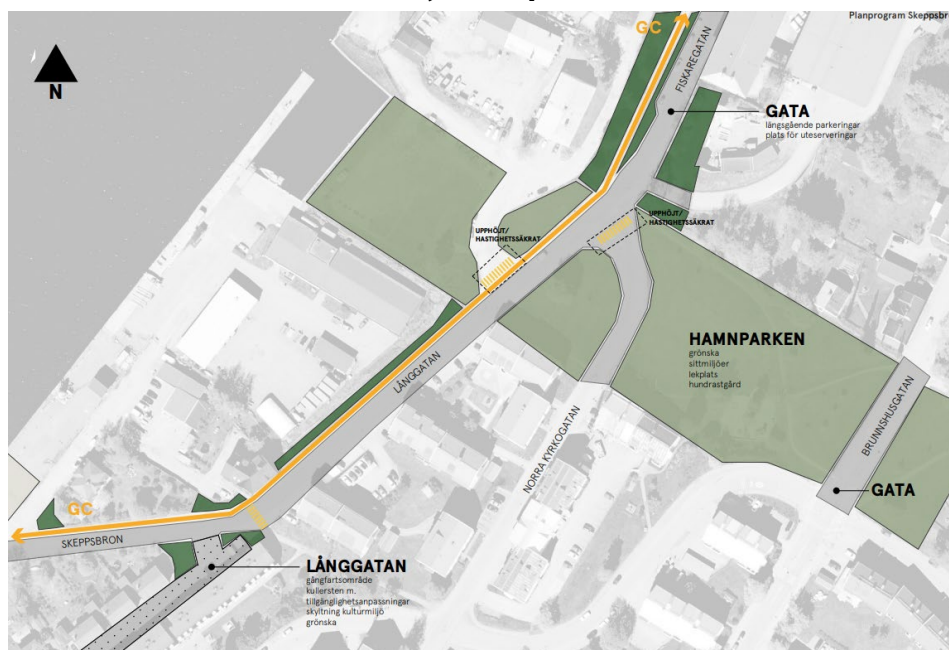 Planprogram Skeppsbr
GC
FISKAREGATAN
N
GATA
längsgående parkeringar
plats för uteserveringar
UPPHÖJT/
HASTIGHETSSÄKRAT
UPPHÖJT/
HASTIGHETSSÄKRAT
HAMNPARKEN
grönska
sittmiljöer
lekplats
hundrastgård
LÅNGGATAN
NORRA KYRKOGATAN
BRUNNSHUSGATAN
GATA
GC
SKEPPSBRON
LÅNGGATAN
gångfartsområde
kullersten m.
tillgänglighetsanpassningar
skyltning kulturmiljö
grönska